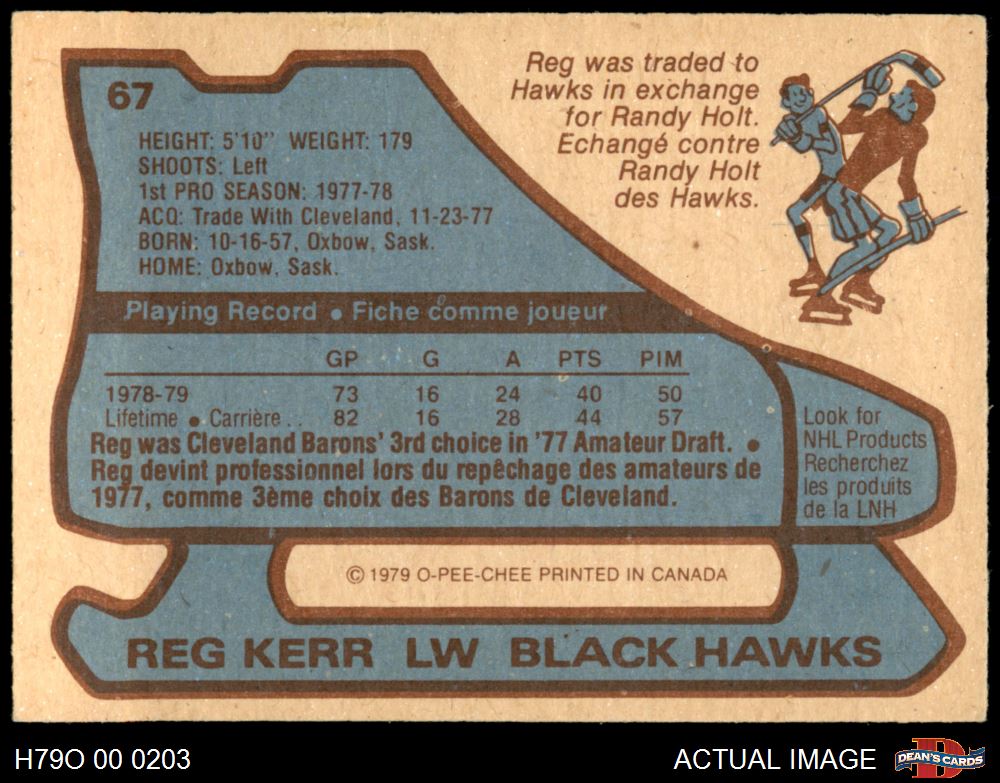 67
HEIGHT: 5'10" WEIGHT: 179
SHOOTS: Left
1st PRO SEASON: 1977-78
ACQ: Trade With Cleveland, 11-23-77
BORN: 10-16-57, Oxbow, Sask.
HOME: Oxbow, Sask.
Reg was traded to
Hawks in exchange
for Randy Holt.
Echangé contre
Randy Holt
des Hawks.
Playing Record • Fiche comme joueur
GP G A PTS PIM
1978-79 73 16 24 40 50
Lifetime • Carrière . . 82 16 28 44 57
Reg was Cleveland Barons' 3rd choice in '77 Amateur Draft. •
Reg devint professionnel lors du repêchage des amateurs de
1977, comme 3ème choix des Barons de Cleveland.
Look for
NHL Products
Recherchez
les produits
de la LNH
© 1979 O-PEE-CHEE PRINTED IN CANADA
REG KERR LW BLACK HAWKS
H79O 00 0203
ACTUAL IMAGE
DEAN'S CARDS